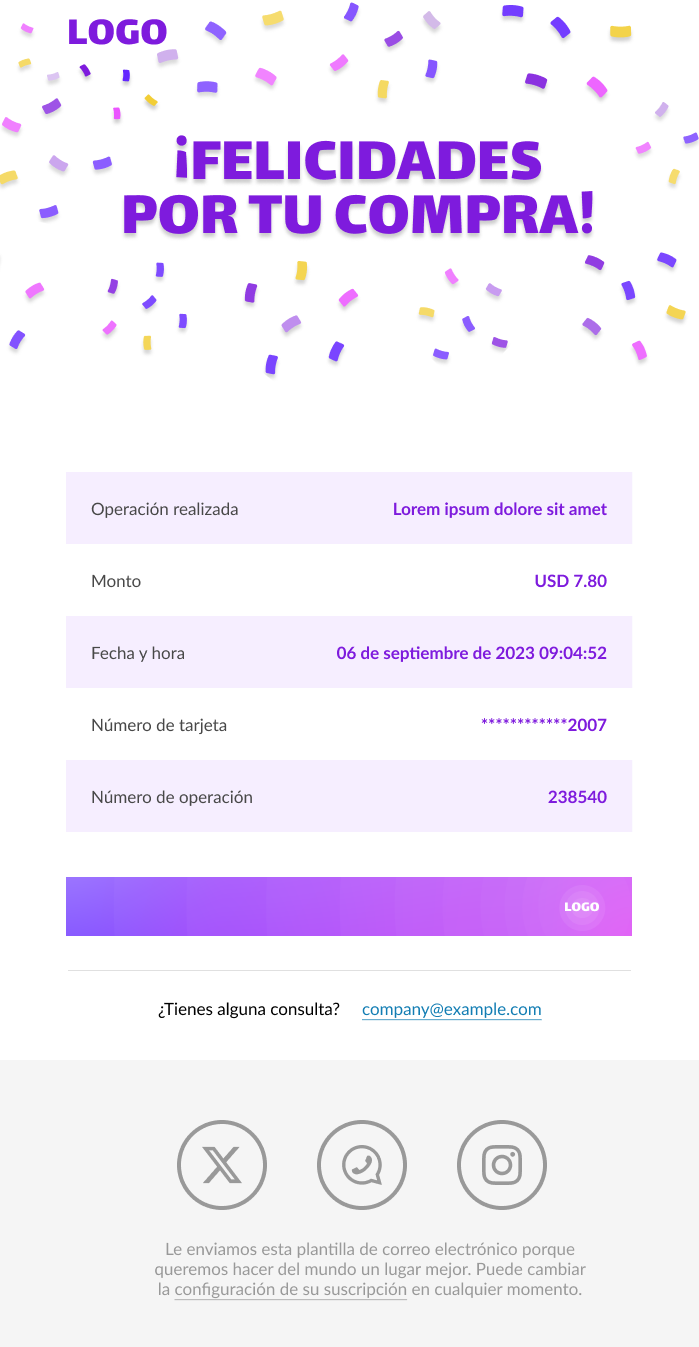 LOGO
¡FELICIDADES
POR TU COMPRA!
Operación realizada Lorem ipsum dolore sit amet
Monto USD 7.80
Fecha y hora 06 de septiembre de 2023 09:04:52
Número de tarjeta ************2007
Número de operación 238540
LOGO
¿Tienes alguna consulta? company@example.com
Le enviamos esta plantilla de correo electrónico porque
queremos hacer del mundo un lugar mejor. Puede cambiar
la configuración de su suscripción en cualquier momento.